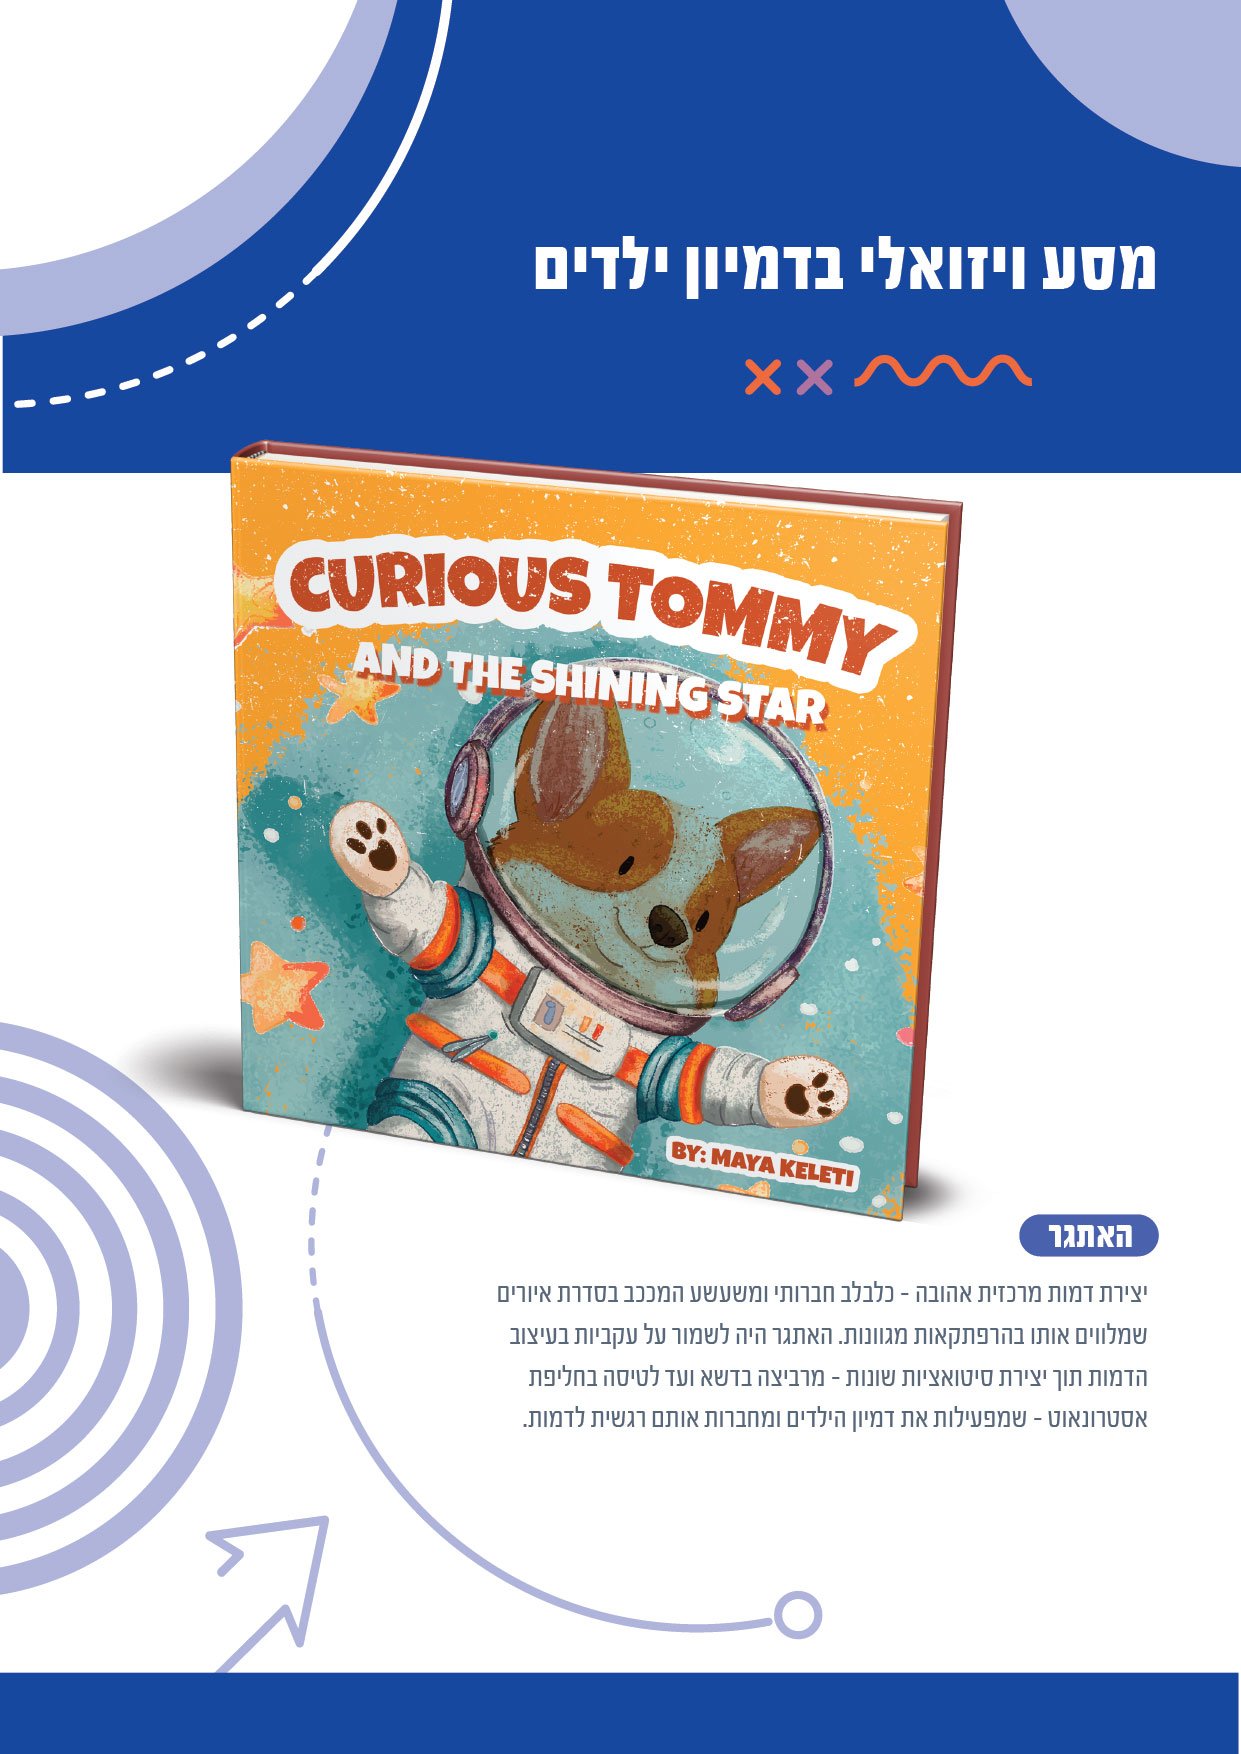 מסע ויזואלי בדמיון ילדים
CURIOUS TOMMY
AND THE SHINING STAR
BY: MAYA KELETI
האתגר
יצירת דמות מרכזית אהובה - כלבלב חברותי ומשעשע המככב בסדרת איורים
שמלווים אותו בהרפתקאות מגוונות. האתגר היה לשמור על עקביות בעיצוב
הדמות תוך יצירת סיטואציות שונות - מרביצה בדשא ועד לטיסה בחליפת
אסטרונאוט - שמפעילות את דמיון הילדים ומחברות אותם רגשית לדמות.